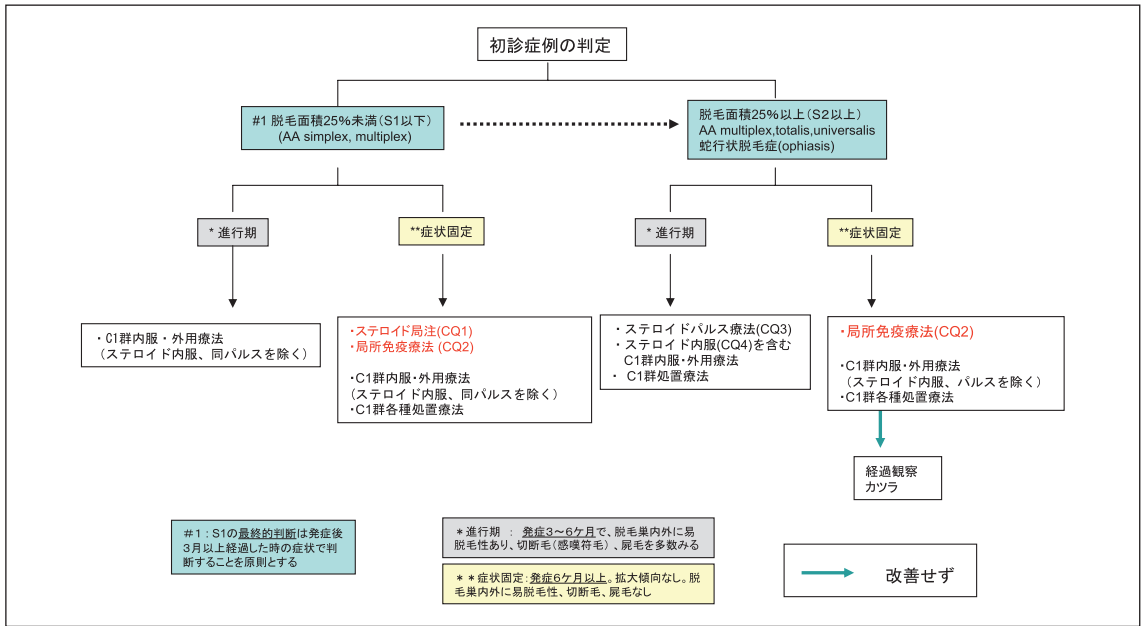 初診症例の判定
#1 脱毛面積25%未満(S1以下)
(AA simplex, multiplex)
脱毛面積25%以上(S2以上)
AA multiplex,totalis,universalis
蛇行状脱毛症(ophiasis)
* 進行期
**症状固定
* 進行期
**症状固定
・C1群内服・外用療法
(ステロイド内服、同パルスを除く)
・ステロイド局注(CQ1)
・局所免疫療法 (CQ2)
・C1群内服・外用療法
(ステロイド内服、同パルスを除く)
・C1群各種処置療法
・ステロイドパルス療法(CQ3)
・ステロイド内服(CQ4)を含む
C1群内服・外用療法
・ C1群処置療法
・局所免疫療法(CQ2)
・C1群内服・外用療法
(ステロイド内服、パルスを除く)
・C1群各種処置療法
経過観察
カツラ
#1：S1の最終的判断は発症後
3月以上経過した時の症状で判
断することを原則とする
*進行期 ： 発症3～6ケ月で、脱毛巣内外に易
脱毛性あり、切断毛(感嘆符毛)、屍毛を多数みる
**症状固定：発症6ケ月以上。拡大傾向なし。脱
毛巣内外に易脱毛性、切断毛、屍毛なし
改善せず